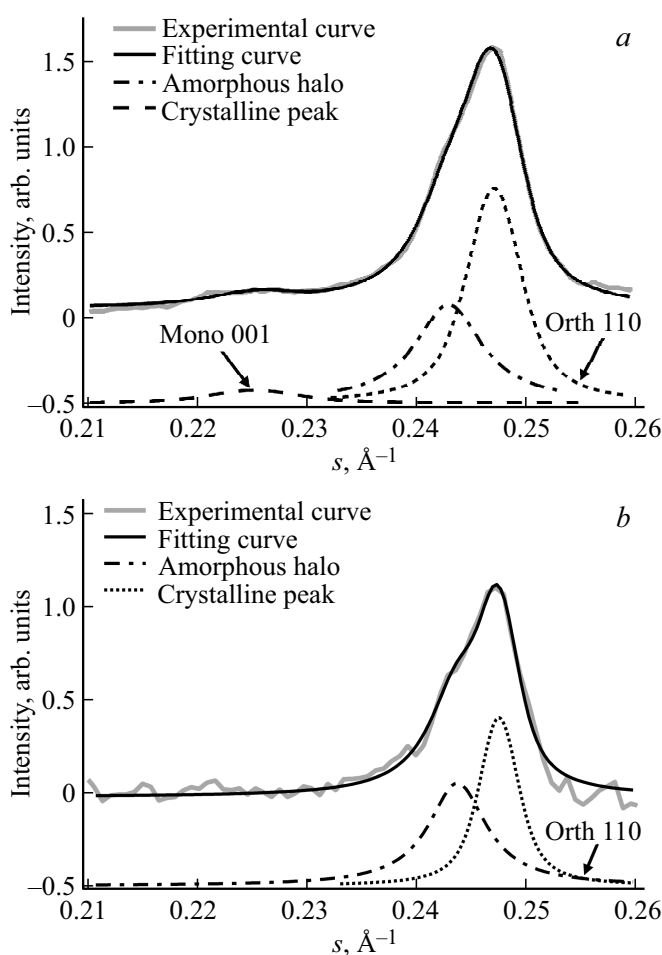 Experimental curve
Fitting curve
Amorphous halo
Crystalline peak
a
1.5
1.0
0.5
0
–0.5
Intensity, arb. units
Mono 001
Orth 110
0.21 0.22 0.23 0.24 0.25 0.26
s, Å–1
Experimental curve
Fitting curve
Amorphous halo
Crystalline peak
b
1.5
1.0
0.5
0
–0.5
Intensity, arb. units
Orth 110
0.21 0.22 0.23 0.24 0.25 0.26
s, Å–1